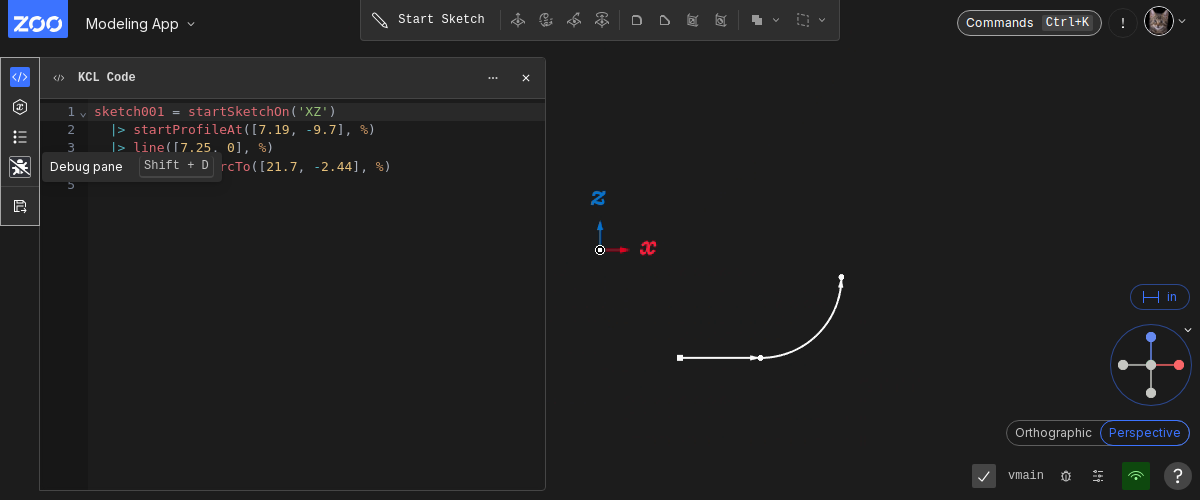 ZOO
Modeling App
Start Sketch
Commands Ctrl+K
!
KCL Code
1 sketch001 = startSketchOn('XZ')
2 |> startProfileAt([7.19, -9.7], %)
3 |> line([7.25, 0], %)
rcTo([21.7, -2.44], %)
5
Debug pane Shift + D
z
x
in
Orthographic Perspective
vmain
?